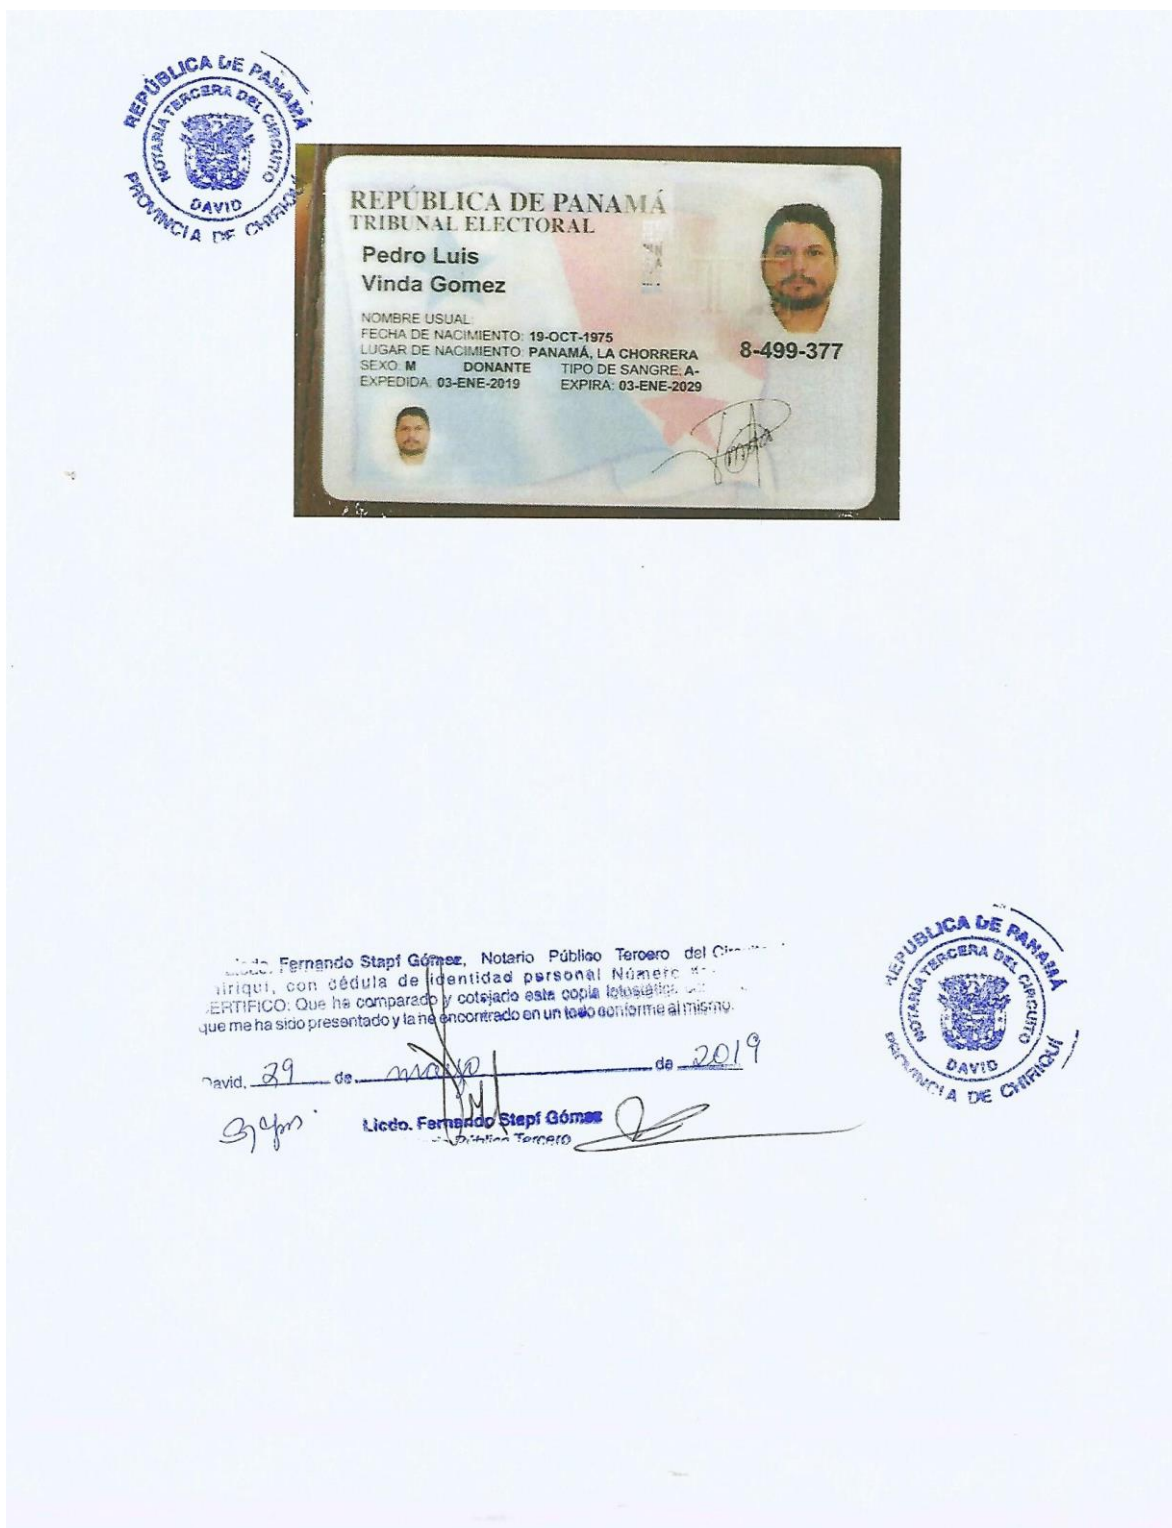 REPÚBLICA DE PANAMÁ
NOTARÍA TERCERA DEL CIRCUITO
DAVID
PROVINCIA DE CHIRIQUÍ
REPÚBLICA DE PANAMÁ
TRIBUNAL ELECTORAL
Pedro Luis
Vinda Gomez
NOMBRE USUAL:
FECHA DE NACIMIENTO: 19-OCT-1975
LUGAR DE NACIMIENTO: PANAMÁ, LA CHORRERA
SEXO: M DONANTE TIPO DE SANGRE: A-
EXPEDIDA: 03-ENE-2019 EXPIRA: 03-ENE-2029
8-499-377
Licdo. Fernando Stapf Gómez, Notario Público Tercero del
con cédula de identidad personal Número
CERTIFICO: Que he comparado y cotejado esta copia fotostática
que me ha sido presentado y la he encontrado en un todo conforme al mismo.
David, 29 de mayo de 2019
Licdo. Fernando Stapf Gómez
Público Tercero
REPÚBLICA DE PANAMÁ
NOTARÍA TERCERA DEL CIRCUITO
DAVID
PROVINCIA DE CHIRIQUÍ